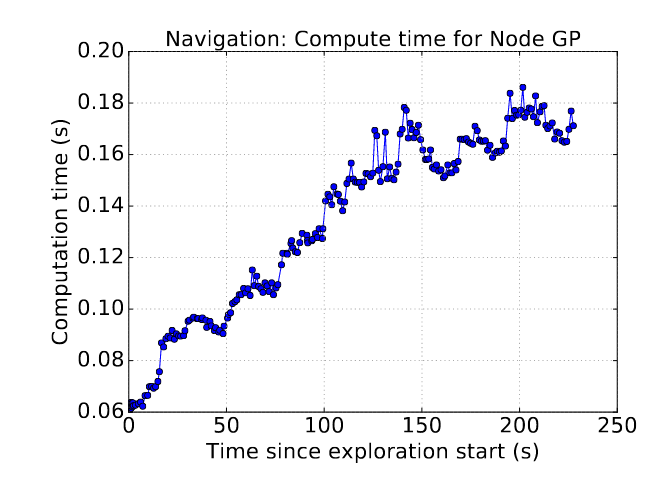 Navigation: Compute time for Node GP
Computation time (s)
0.20
0.18
0.16
0.14
0.12
0.10
0.08
0.06
0 50 100 150 200 250
Time since exploration start (s)